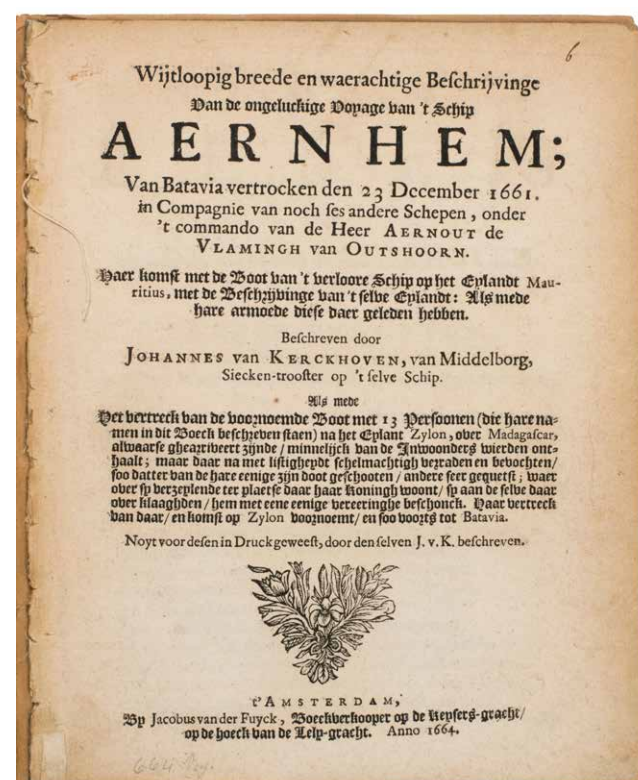 6
Wijtloopig breede en waerachtige Beschrijvinge
Van de ongeluckige Voyage van 't Schip
AERNHEM;
Van Batavia vertrocken den 23 December 1661.
in Compagnie van noch ses andere Schepen, onder
't commando van de Heer AERNOUT de
VLAMINGH van OUTSHOORN.
Haer komst met de Boot van 't verloore Schip op het Eylandt Mau-
ritius, met de Beschrijvinge van 't selve Eylandt: Als mede
hare armoede diese daer geleden hebben.
Beschreven door
JOHANNES van KERCKHOVEN, van Middelborg,
Siecken-trooster op 't selve Schip.
Als mede
Het vertreck van de voornoemde Boot met 13 Persoonen (die hare na-
men in dit Boeck beschreven staen) na het Eylant Zylon, over Madagascar,
alwaerse ghearriveert zijnde / minnelijck van de Inwoonders wierden ont-
haalt; maar daar na met listigheydt schelmachtigh verraden en bevochten/
soo datter van de hare eenige zijn doot geschooten / andere seer gequetst; waer
over sy verzeylende ter plaetse daar haar Koningh woont/ sy aan de selve daar
over klaaghden / hem met eene eenige vereeringhe beschonck. Haar vertreck
van daar/ en komst op Zylon voornoemt/ en soo voorts tot Batavia.
Noyt voor desen in Druck geweest, door den selven J. v. K. beschreven.
t'AMSTERDAM,
By Jacobus van der Fuyck, Boeckverkooper op de Keysers-gracht/
op de hoeck van de Lely-gracht. Anno 1664.